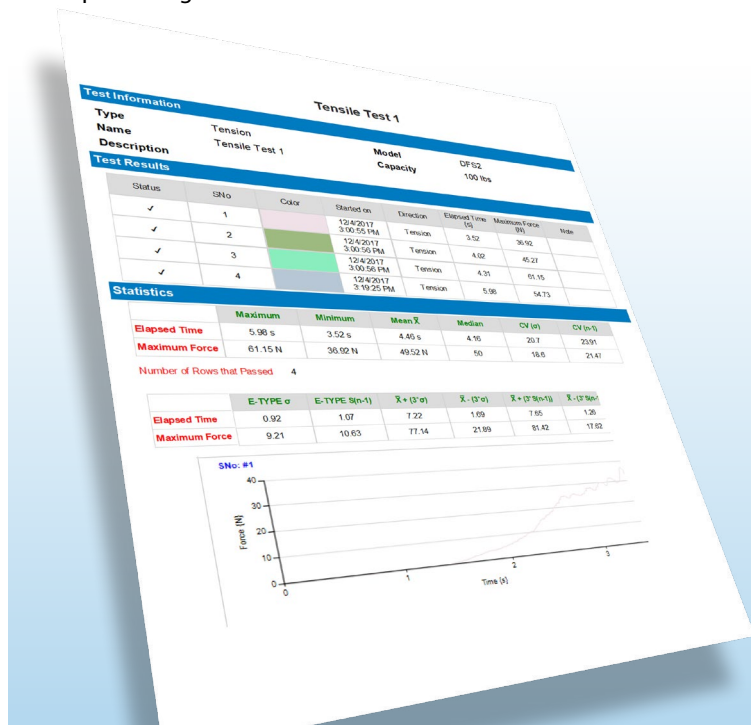 Tensile Test 1
Test Information
Type Tension Model DFS2
Name Tensile Test 1 Capacity 100 lbs
Description
Test Results
Status SNo Color Started on Direction Elapsed Time [s] Maximum Force [N] Note
✓ 1 12/4/2017 3:00:55 PM Tension 3.52 36.92
✓ 2 12/4/2017 3:00:56 PM Tension 4.02 45.27
✓ 3 12/4/2017 3:00:56 PM Tension 4.31 61.15
✓ 4 12/4/2017 3:19:25 PM Tension 5.98 54.73
Statistics
Maximum Minimum Mean X̄ Median CV (σ) CV (n-1)
Elapsed Time 5.98 s 3.52 s 4.46 s 4.16 20.7 23.91
Maximum Force 61.15 N 36.92 N 49.52 N 50 18.6 21.47
Number of Rows that Passed 4
E-TYPE σ E-TYPE S(n-1) X̄ + (3*σ) X̄ - (3*σ) X̄ + (3*S(n-1)) X̄ - (3*S(n-
Elapsed Time 0.92 1.07 7.22 1.69 7.65 1.26
Maximum Force 9.21 10.63 77.14 21.89 81.42 17.62
SNo: #1
40
30
20
10
0
Force [N]
0 1 2 3
Time [s]